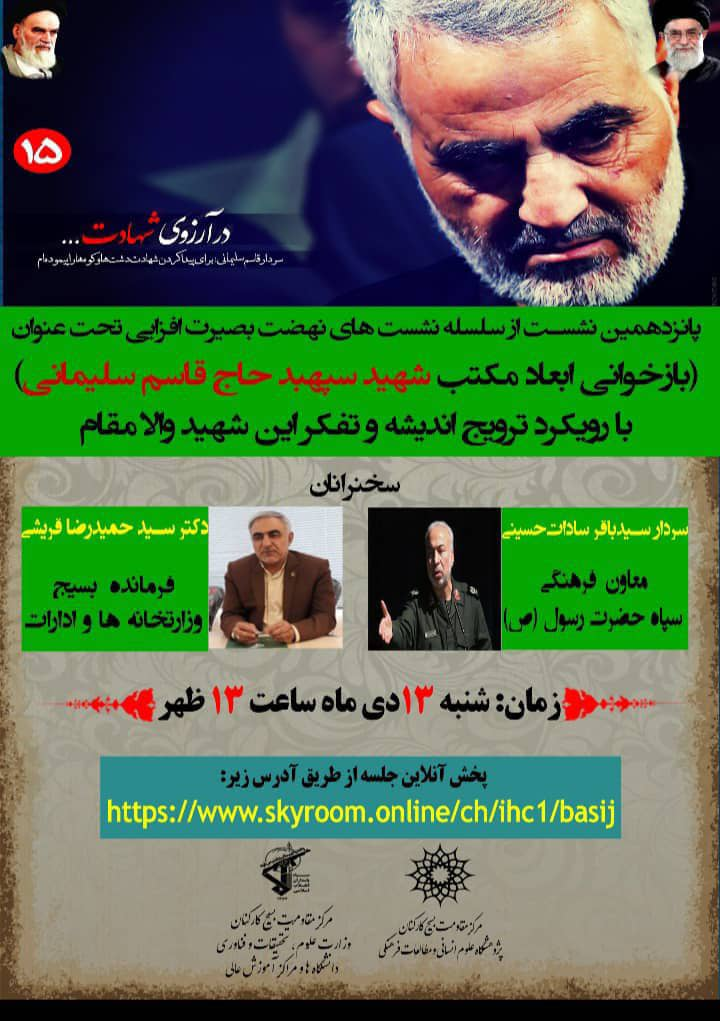 ۱۵
در آرزوی شهادت...
سردار قاسم سلیمانی: برای پیدا کردن شهادت دشت‌ها و کوه‌ها را پیموده‌ام
پانزدهمین نشست از سلسله نشست های نهضت بصیرت افزایی تحت عنوان
(بازخوانی ابعاد مکتب شهید سپهبد حاج قاسم سلیمانی)
با رویکرد ترویج اندیشه و تفکر این شهید والا مقام
سخنرانان
سردار سیدباقر سادات حسینی
معاون فرهنگی
سپاه حضرت رسول (ص)
دکتر سید حمیدرضا قریشی
فرمانده بسیج
وزارتخانه ها و ادارات
زمان: شنبه ۱۳ دی ماه ساعت ۱۳ ظهر
پخش آنلاین جلسه از طریق آدرس زیر:
https://www.skyroom.online/ch/ihc1/basij
مرکز مقاومت بسیج کارکنان
پژوهشگاه علوم انسانی و مطالعات فرهنگی
مرکز مقاومت بسیج کارکنان
وزارت علوم، تحقیقات و فناوری
دانشگاه ها و مراکز آموزش عالی